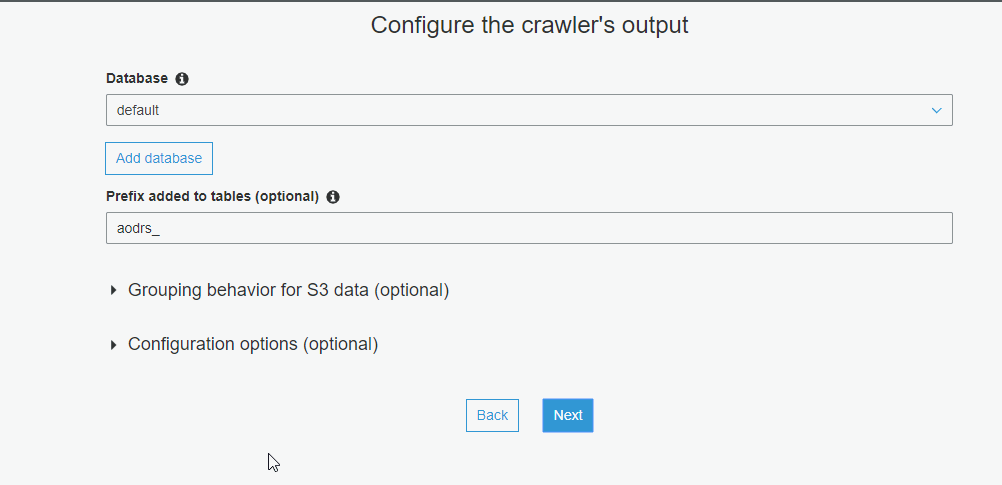 Configure the crawler's output
Database
default
Add database
Prefix added to tables (optional)
aodrs_
Grouping behavior for S3 data (optional)
Configuration options (optional)
Back Next